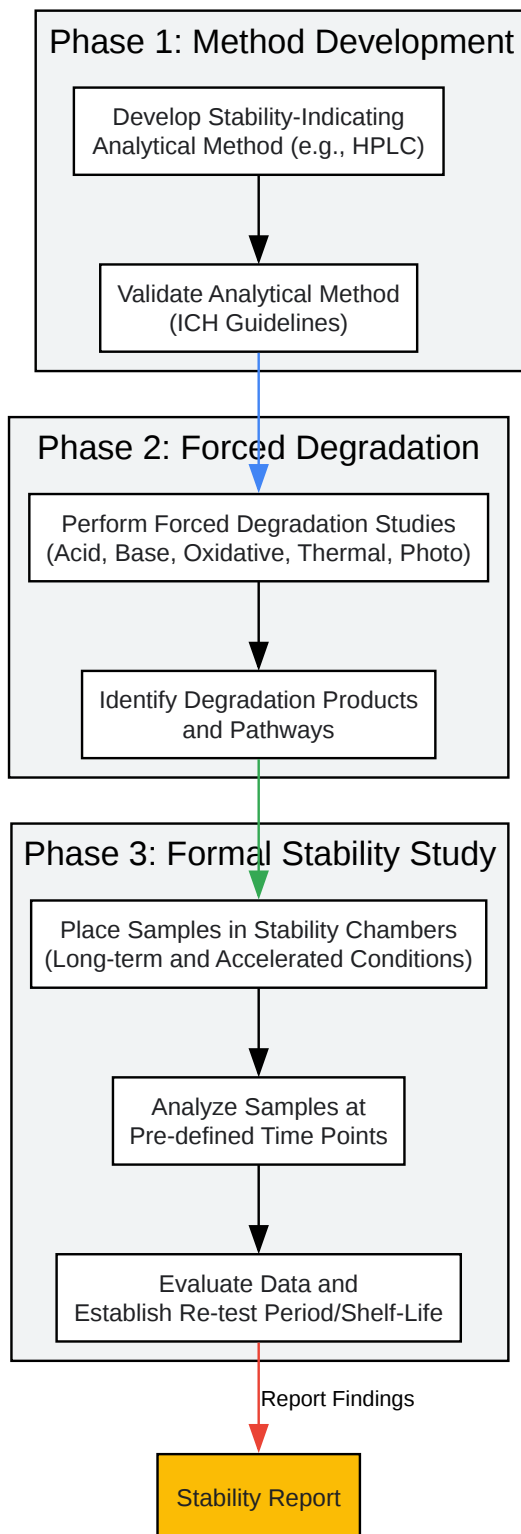 Phase 1: Method Development
Develop Stability-Indicating
Analytical Method (e.g., HPLC)
Validate Analytical Method
(ICH Guidelines)
Phase 2: Forced Degradation
Perform Forced Degradation Studies
(Acid, Base, Oxidative, Thermal, Photo)
Identify Degradation Products
and Pathways
Phase 3: Formal Stability Study
Place Samples in Stability Chambers
(Long-term and Accelerated Conditions)
Analyze Samples at
Pre-defined Time Points
Evaluate Data and
Establish Re-test Period/Shelf-Life
Report Findings
Stability Report